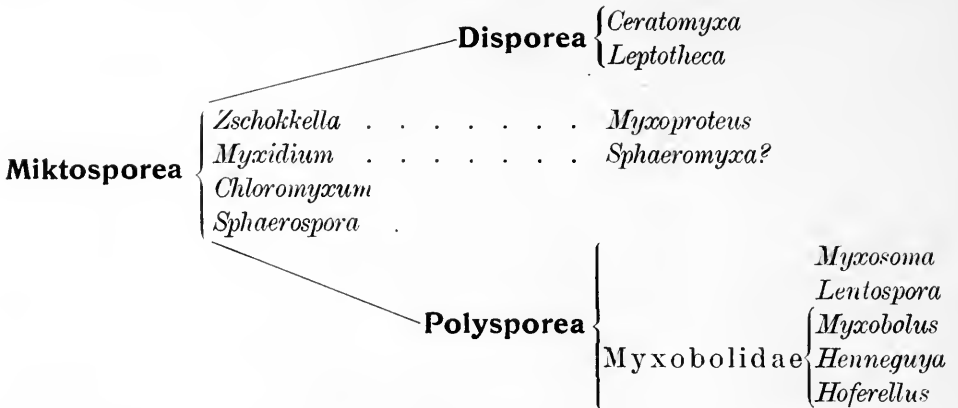 Disporea Ceratomyxa
Leptotheca
Zschokkella . . . . . . . Myxoproteus
Miktosporea Myxidium . . . . . . . Sphaeromyxa?
Chloromyxum
Sphaerospora
Myxosoma
Lentospora
Polysporea Myxobolus
Myxobolidae Henneguya
Hoferellus